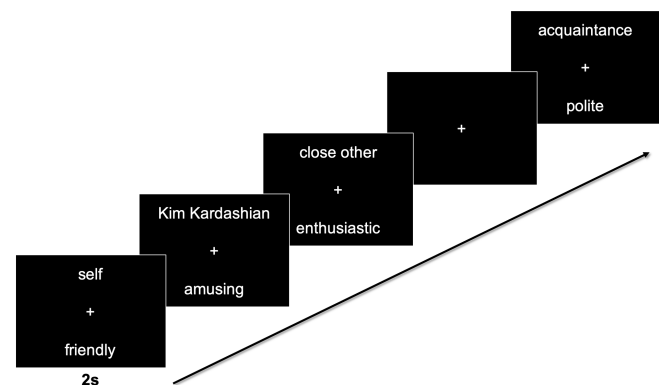 self
+
friendly
2s
Kim Kardashian
+
amusing
close other
+
enthusiastic
+
acquaintance
+
polite